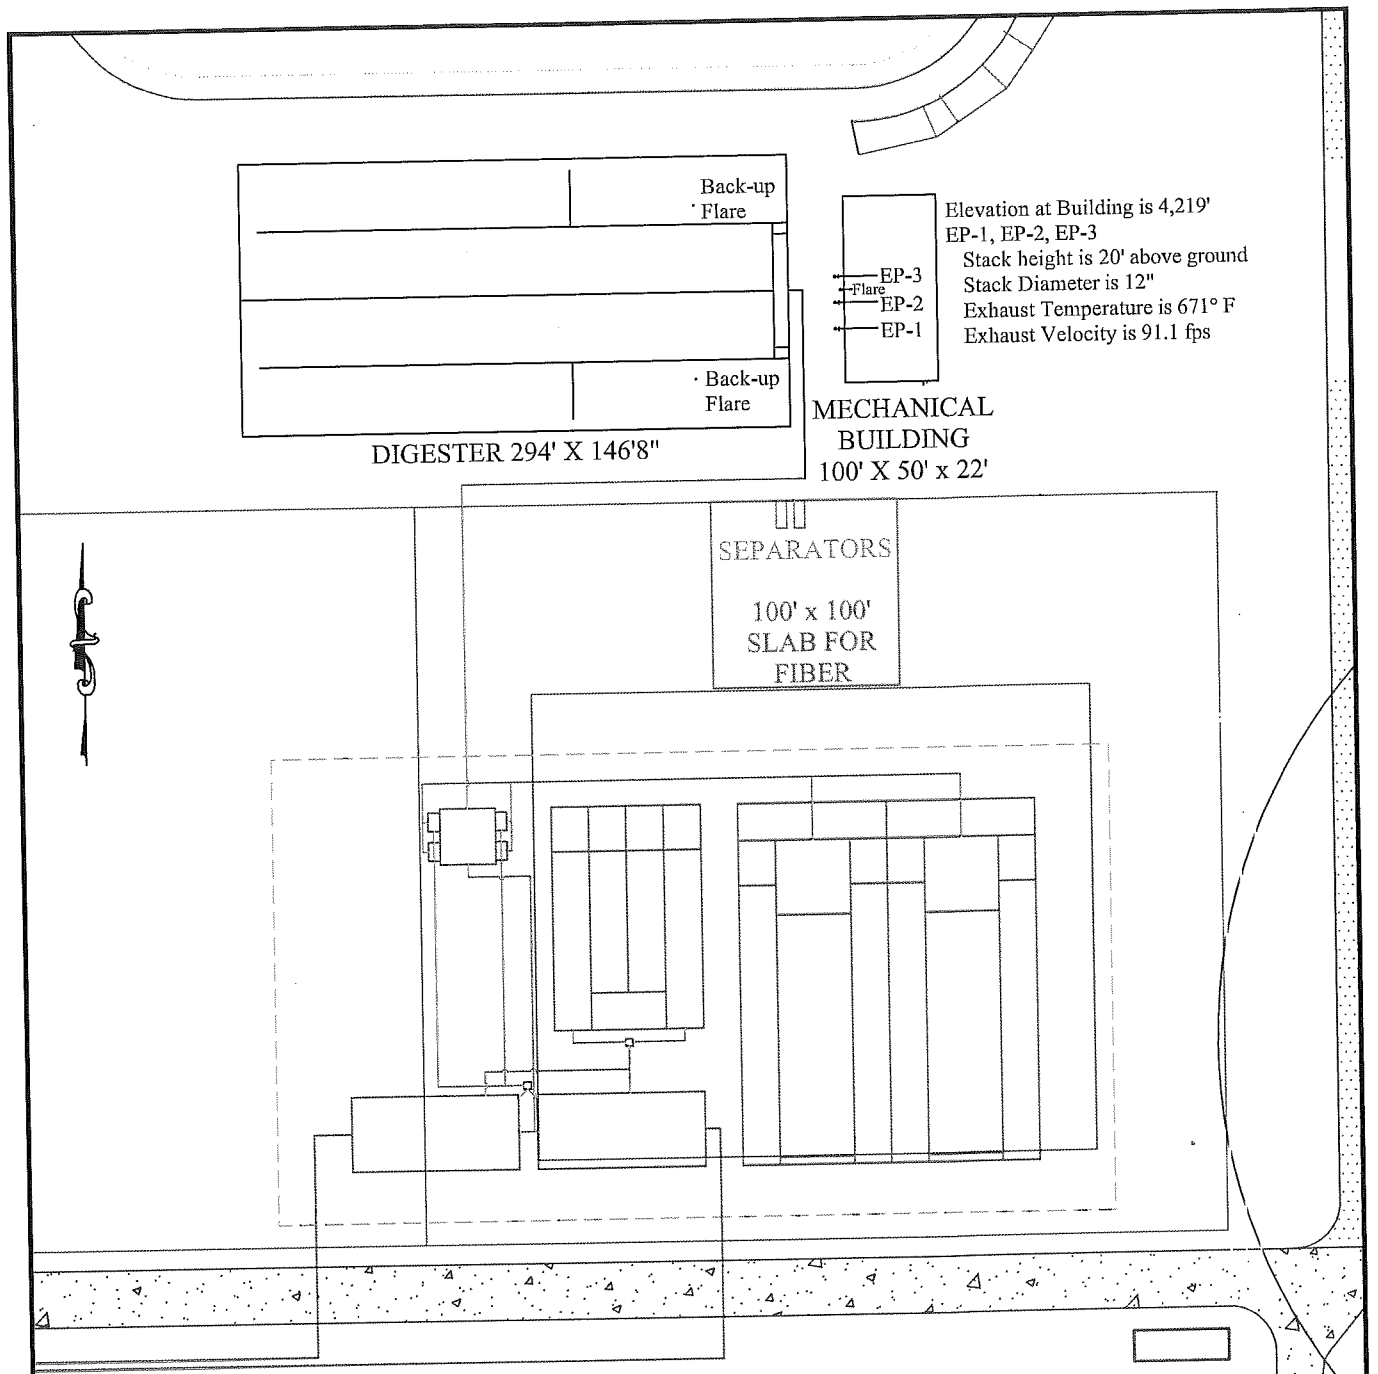 Back-up
Flare
Elevation at Building is 4,219'
EP-1, EP-2, EP-3
Stack height is 20' above ground
Stack Diameter is 12"
Exhaust Temperature is 671° F
Exhaust Velocity is 91.1 fps
EP-3
Flare
EP-2
EP-1
Back-up
Flare
DIGESTER 294' X 146'8"
MECHANICAL
BUILDING
100' X 50' x 22'
SEPARATORS
100' x 100'
SLAB FOR
FIBER